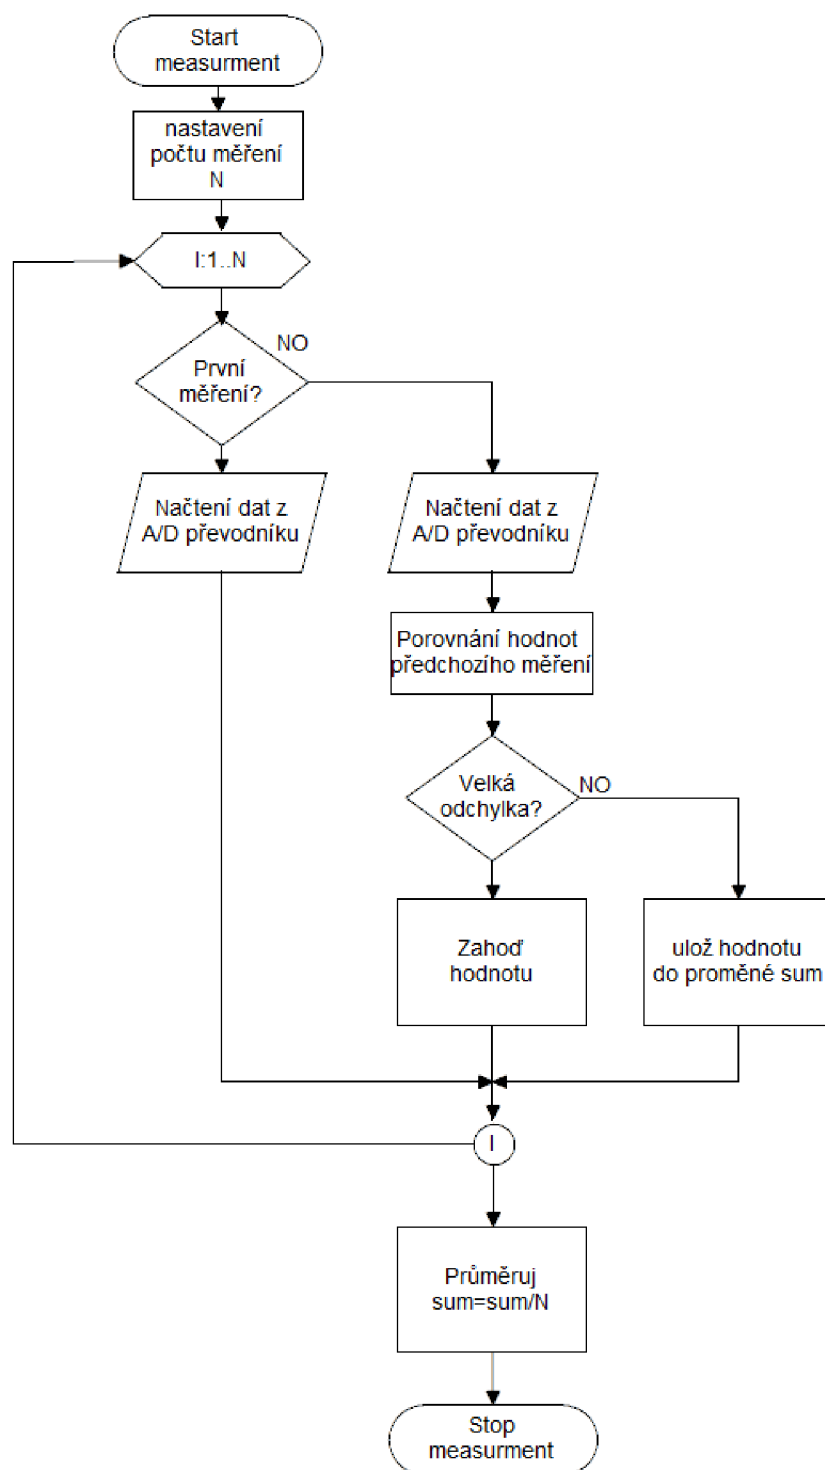 Start
measurment
nastavení
počtu měření
N
I:1..N
NO
První
měření?
Načtení dat z
A/D převodníku
Načtení dat z
A/D převodníku
Porovnání hodnot
předchozího měření
Velká
odchylka?
NO
Zahoď
hodnotu
ulož hodnotu
do proměné sum
I
Průměruj
sum=sum/N
Stop
measurment